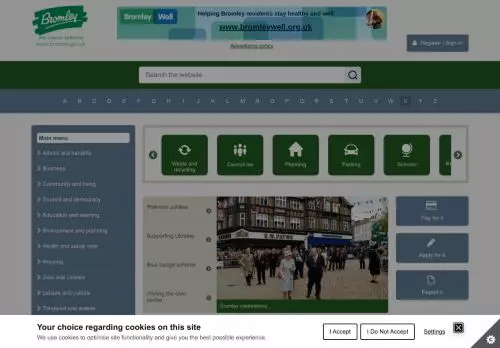 Bromley
THE LONDON BOROUGH
www.bromley.gov.uk
Bromley Well
Helping Bromley residents stay healthy and well
www.bromleywell.org.uk
Advertising policy
Register | Sign in
Search the website
A B C D E F G H I J K L M N O P Q R S T U V W X Y Z
Main menu
Advice and benefits
Business
Community and living
Council and democracy
Education and learning
Environment and planning
Health and social care
Housing
Jobs and careers
Leisure and culture
Transport and streets
Waste and
recycling
Council tax
Planning
Parking
Schools
Platinum Jubilee
Supporting Ukraine
Blue badge scheme
Visiting the civic
centre
Bromley celebrates...
Pay for it
Apply for it
Report it
Your choice regarding cookies on this site
We use cookies to optimise site functionality and give you the best possible experience.
I Accept
I Do Not Accept
Settings